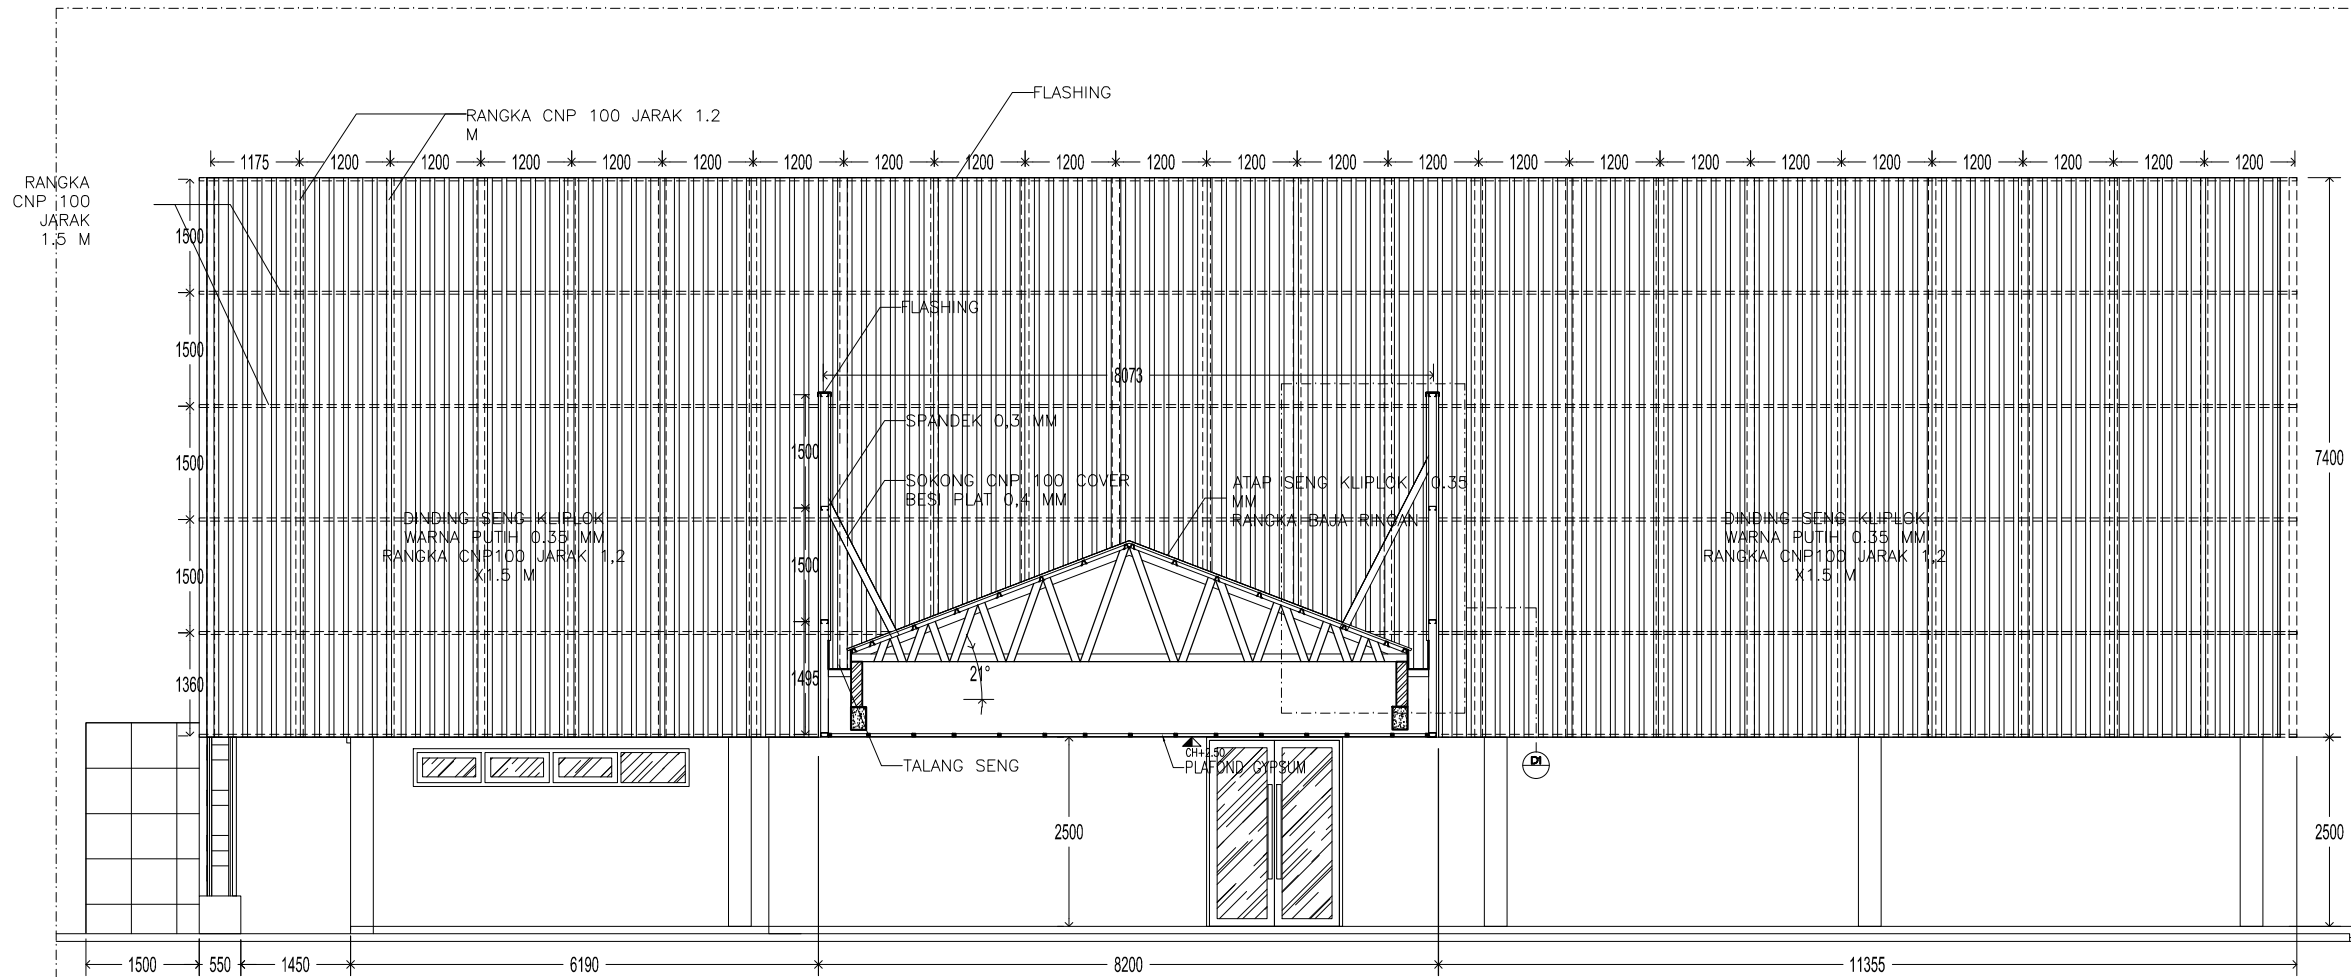 FLASHING
RANGKA CNP 100 JARAK 1.2
M
1175 1200 1200 1200 1200 1200 1200 1200 1200 1200 1200 1200 1200 1200 1200 1200 1200 1200 1200 1200 1200 1200 1200
RANGKA
CNP 100
JARAK
1.5 M
1500
1500
1500
1500
1360
FLASHING
8073
SPANDEK 0,3 MM
SOKONG CNP 100 COVER
BESI PLAT 0,4 MM
ATAP SENG KLIPLOK 0.35
MM
RANGKA BAJA RINGAN
1500
1500
1495
DINDING SENG KLIPLOK
WARNA PUTIH 0.35 MM
RANGKA CNP100 JARAK 1,2
X1.5 M
DINDING SENG KLIPLOK
WARNA PUTIH 0.35 MM
RANGKA CNP100 JARAK 1,2
X1.5 M
7400
21°
CH+2.50
PLAFOND GYPSUM
TALANG SENG
D1
2500
2500
1500 550 1450 6190 8200 11355